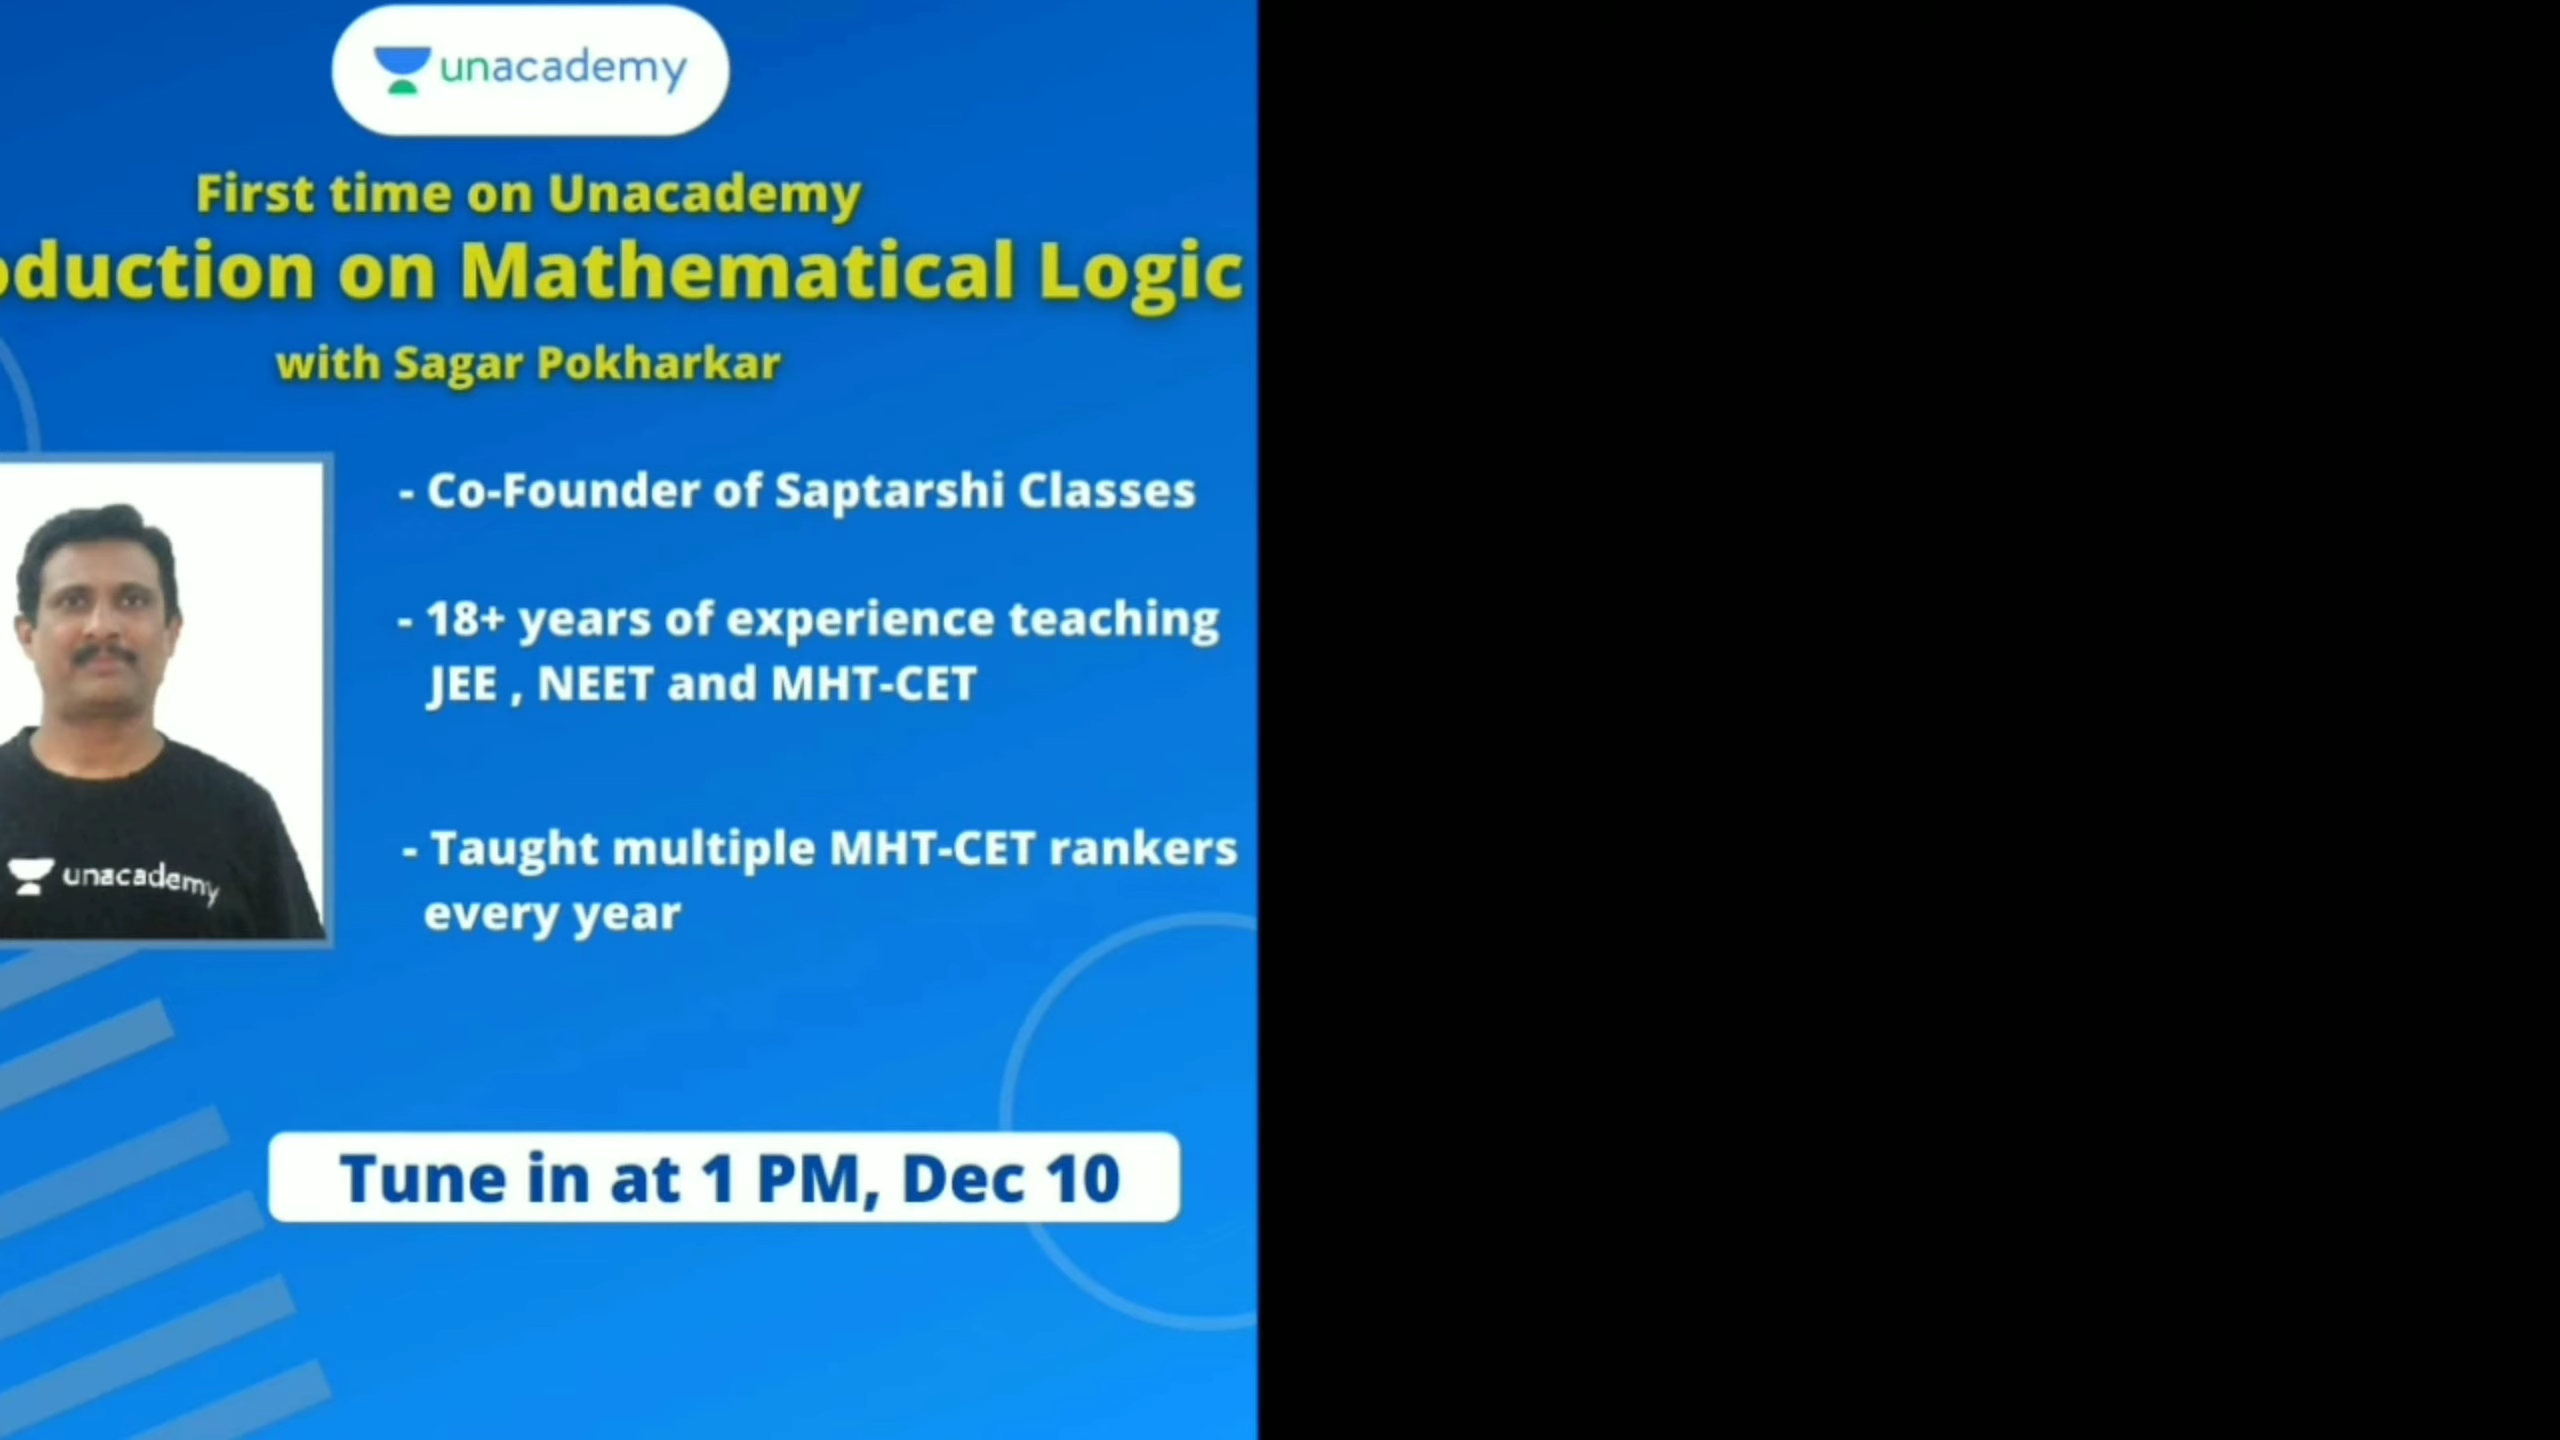 unacademy
First time on Unacademy
oduction on Mathematical Logic
with Sagar Pokharkar
- Co-Founder of Saptarshi Classes
- 18+ years of experience teaching
JEE , NEET and MHT-CET
- Taught multiple MHT-CET rankers
every year
unacademy
Tune in at 1 PM, Dec 10